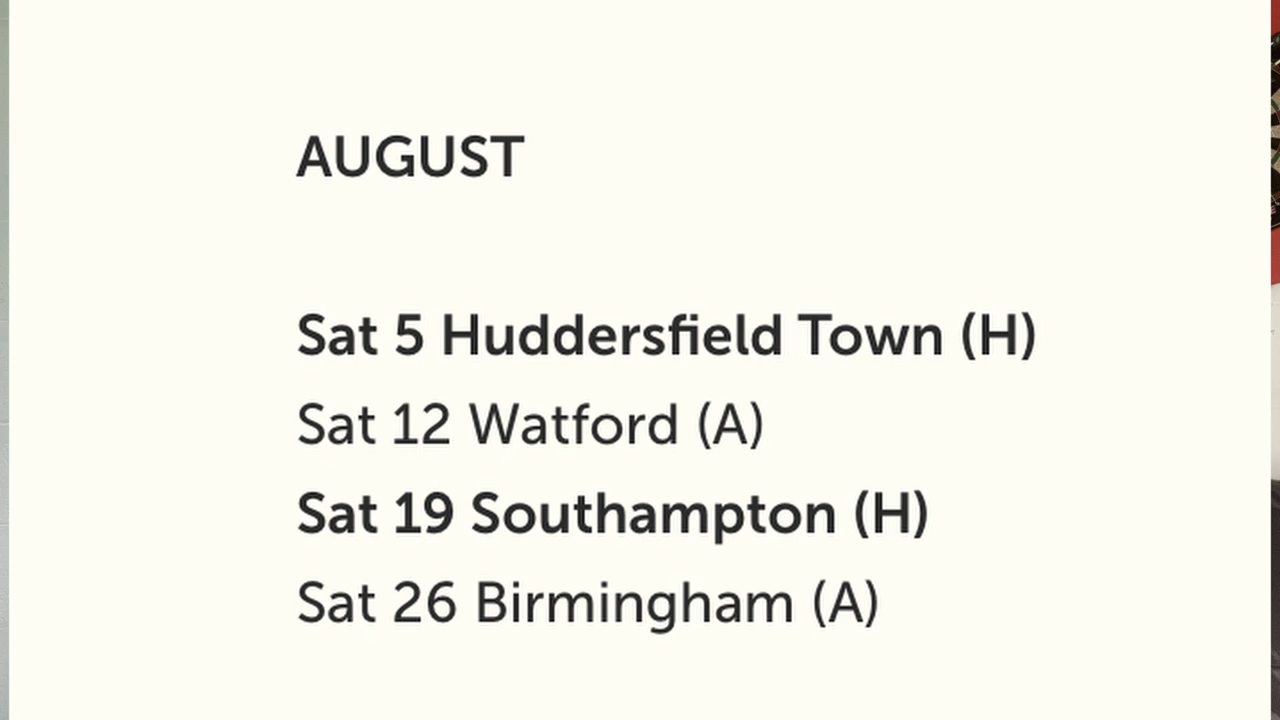 AUGUST
Sat 5 Huddersfield Town (H)
Sat 12 Watford (A)
Sat 19 Southampton (H)
Sat 26 Birmingham (A)